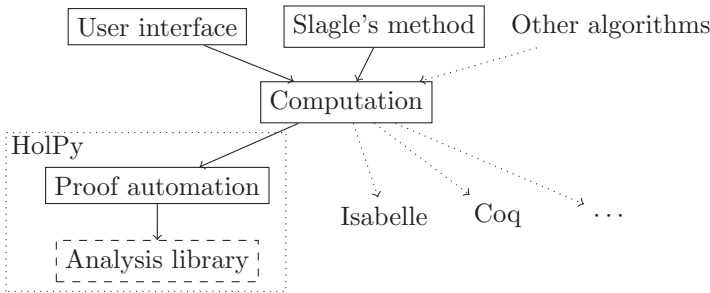 User interface
Slagle's method
Other algorithms
Computation
HolPy
Proof automation
Isabelle
Coq
...
Analysis library